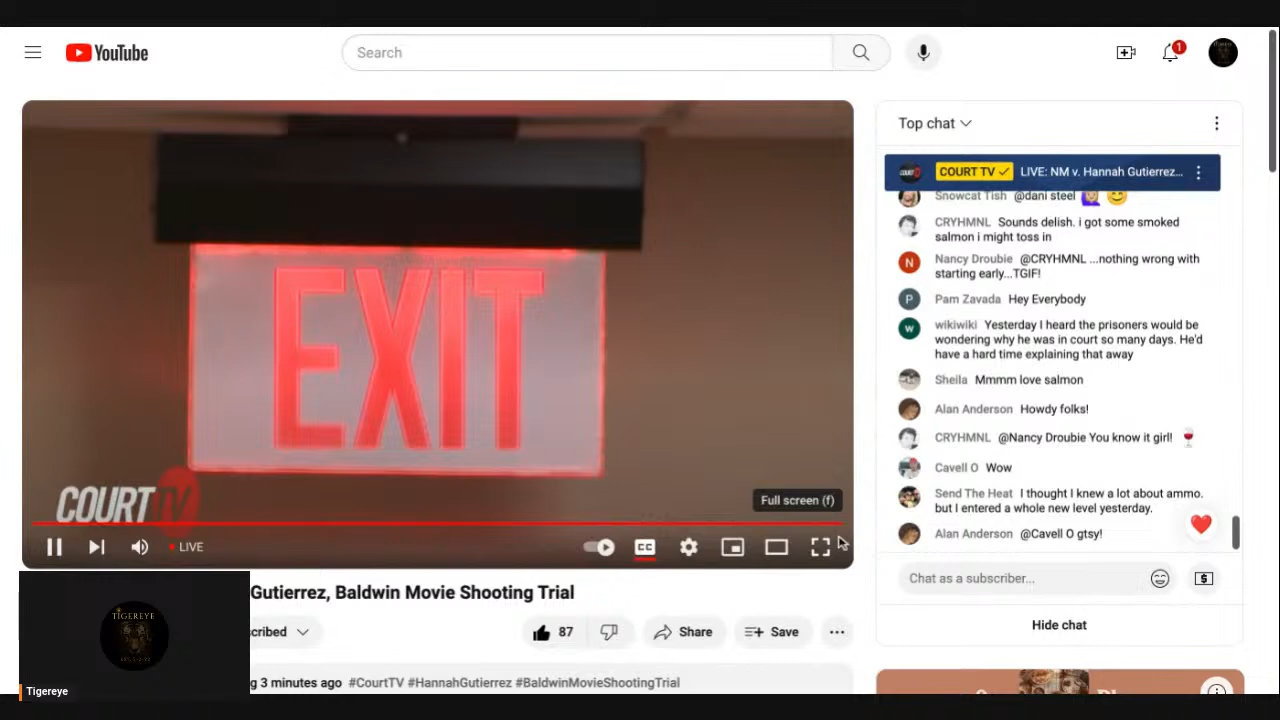 YouTube
Search
1
EXIT
COURT TV
Full screen (f)
LIVE
CC
Gutierrez, Baldwin Movie Shooting Trial
cribed
87
Share
Save
g 3 minutes ago #CourtTV #HannahGutierrez #BaldwinMovieShootingTrial
TIGEREYE
Tigereye
Top chat
COURT TV LIVE: NM v. Hannah Gutierrez...
Snowcat Tish @dani steel 🙋🏼‍♀️ 😊
CRYHMNL Sounds delish. i got some smoked
salmon i might toss in
N
Nancy Droubie @CRYHMNL ...nothing wrong with
starting early...TGIF!
P
Pam Zavada Hey Everybody
w
wikiwiki Yesterday I heard the prisoners would be
wondering why he was in court so many days. He'd
have a hard time explaining that away
Sheila Mmmm love salmon
Alan Anderson Howdy folks!
CRYHMNL @Nancy Droubie You know it girl! 🍷
Cavell O Wow
Send The Heat I thought I knew a lot about ammo.
but I entered a whole new level yesterday.
Alan Anderson @Cavell O gtsy!
Chat as a subscriber...
Hide chat